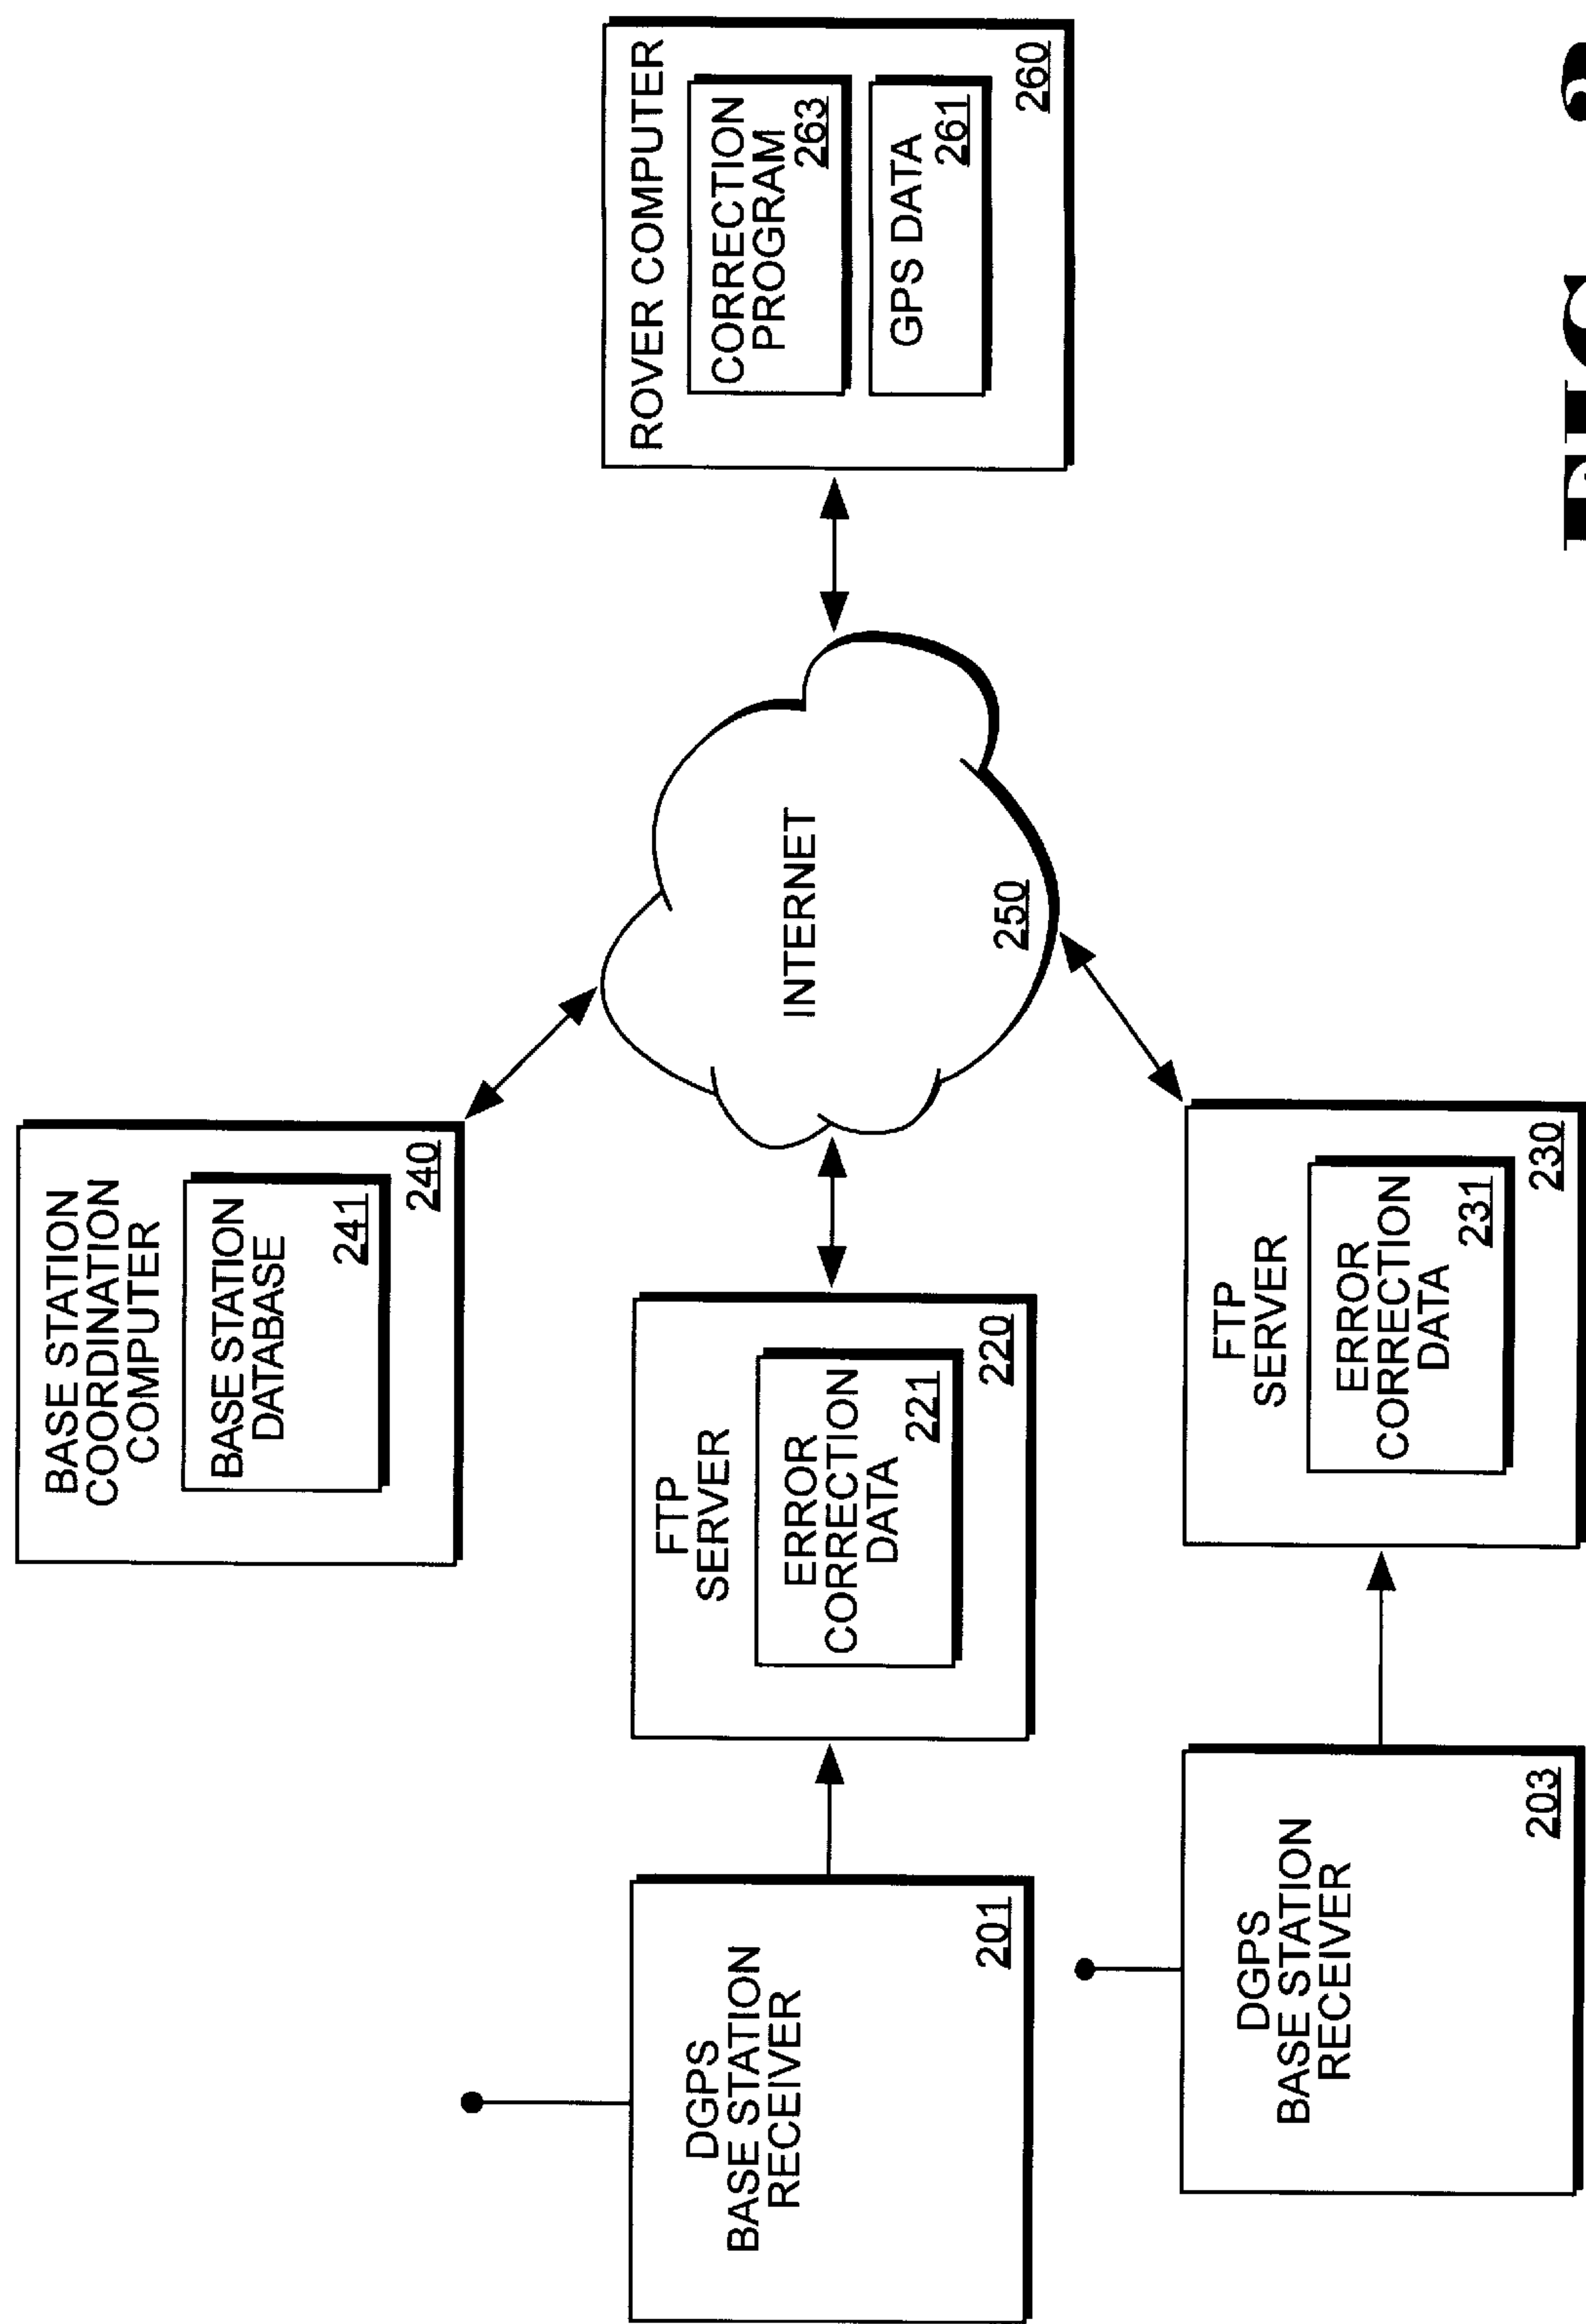 BASE STATION
COORDINATION
COMPUTER
BASE STATION
DATABASE
241
240
DGPS
BASE STATION
RECEIVER
201
FTP
SERVER
ERROR
CORRECTION
DATA
221
220
INTERNET
250
ROVER COMPUTER
CORRECTION
PROGRAM
263
GPS DATA
261
260
DGPS
BASE STATION
RECEIVER
203
FTP
SERVER
ERROR
CORRECTION
DATA
231
230
FIG